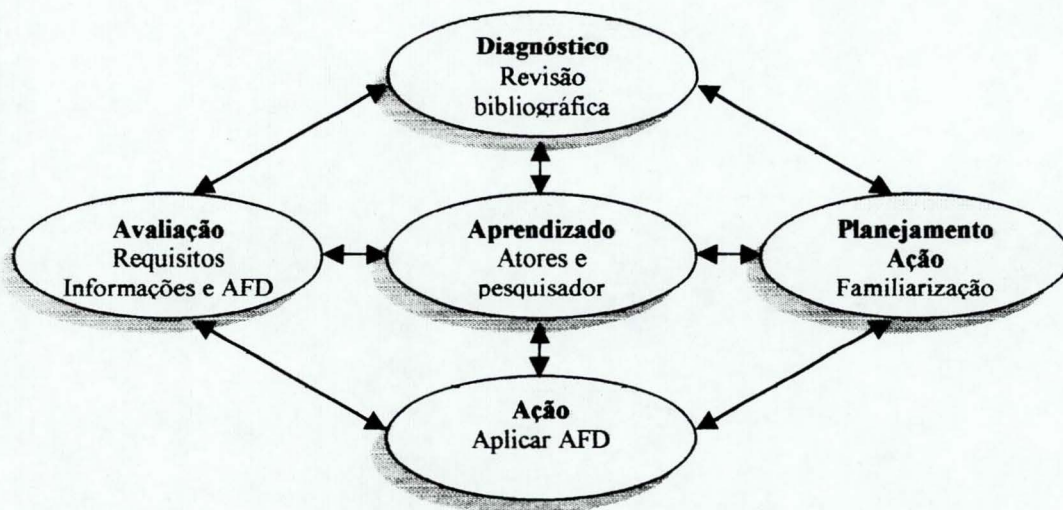 Diagnóstico
Revisão
bibliográfica
Avaliação
Requisitos
Informações e AFD
Aprendizado
Atores e
pesquisador
Planejamento
Ação
Familiarização
Ação
Aplicar AFD